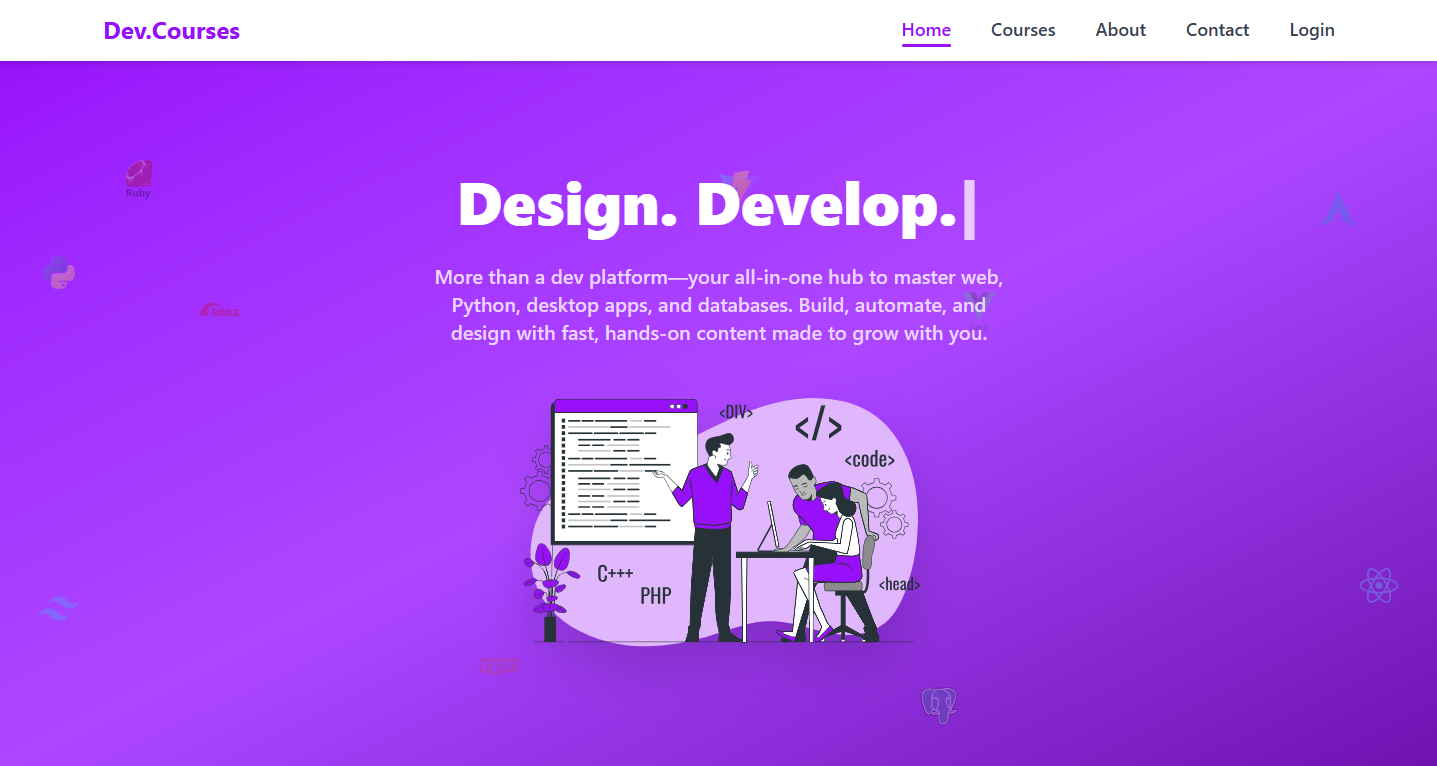 Dev.Courses
Home
Courses
About
Contact
Login
Ruby
Design. Develop.
RAILS
More than a dev platform—your all-in-one hub to master web,
Python, desktop apps, and databases. Build, automate, and
design with fast, hands-on content made to grow with you.
<DIV>
</>
<code>
C+++
PHP
<head>
npm